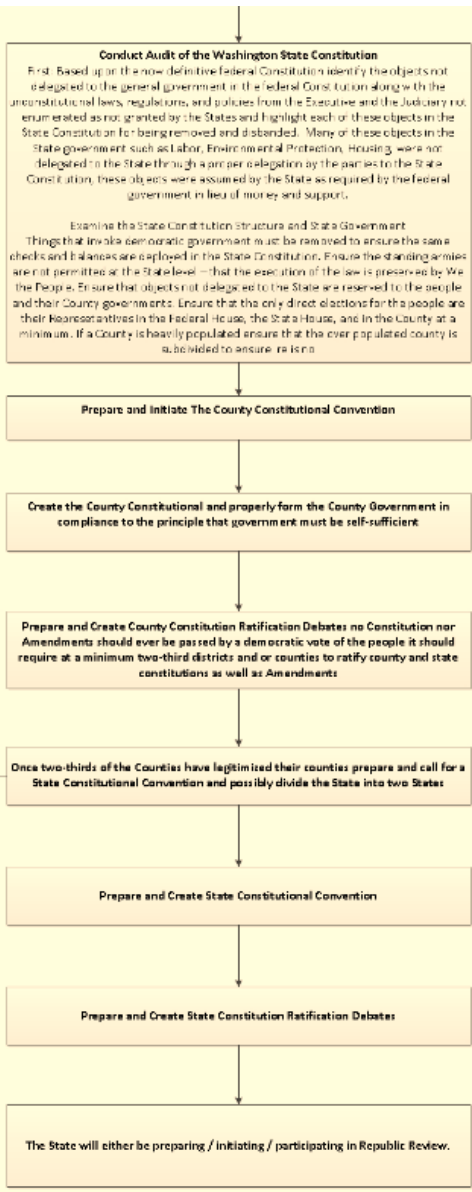 Conduct Audit of the Washington State Constitution
First: Based upon the now definitive federal Constitution identify the objects not
delegated to the general government in the federal Constitution along with the
unconstitutional laws, regulations, and policies from the Executive and the Judiciary not
enumerated as not granted by the States and highlight each of these objects in the
State Constitution for being removed and disbanded. Many of these objects in the
State government such as Labor, Environmental Protection, Housing, were not
delegated to the State through a proper delegation by the parties to the State
Constitution, these objects were assumed by the State as required by the federal
government in lieu of money and support.
Examine the State Constitution Structure and State Government
Things that invoke democratic government must be removed to ensure the same
checks and balances are deployed in the State Constitution. Ensure the standing armies
are not permitted at the State level – that the execution of the law is preserved by We
the People. Ensure that objects not delegated to the State are reserved to the people
and their County governments. Ensure that the only direct elections for the people are
their Representatives in the Federal House, the State House, and in the County at a
minimum. If a County is heavily populated ensure that the over populated county is
subdivided to ensure re is no
Prepare and Initiate The County Constitutional Convention
Create the County Constitutional and properly form the County Government in
compliance to the principle that government must be self-sufficient
Prepare and Create County Constitution Ratification Debates no Constitution nor
Amendments should ever be passed by a democratic vote of the people it should
require at a minimum two-third districts and or counties to ratify county and state
constitutions as well as Amendments
Once two-thirds of the Counties have legitimized their counties prepare and call for a
State Constitutional Convention and possibly divide the State into two States
Prepare and Create State Constitutional Convention
Prepare and Create State Constitution Ratification Debates
The State will either be preparing / initiating / participating in Republic Review.